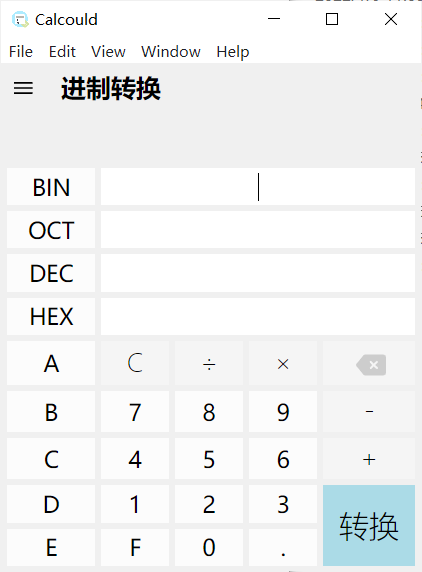 Calcould
File Edit View Window Help
进制转换
BIN
OCT
DEC
HEX
A C ÷ ×
B 7 8 9 -
C 4 5 6 +
D 1 2 3 转换
E F 0 .